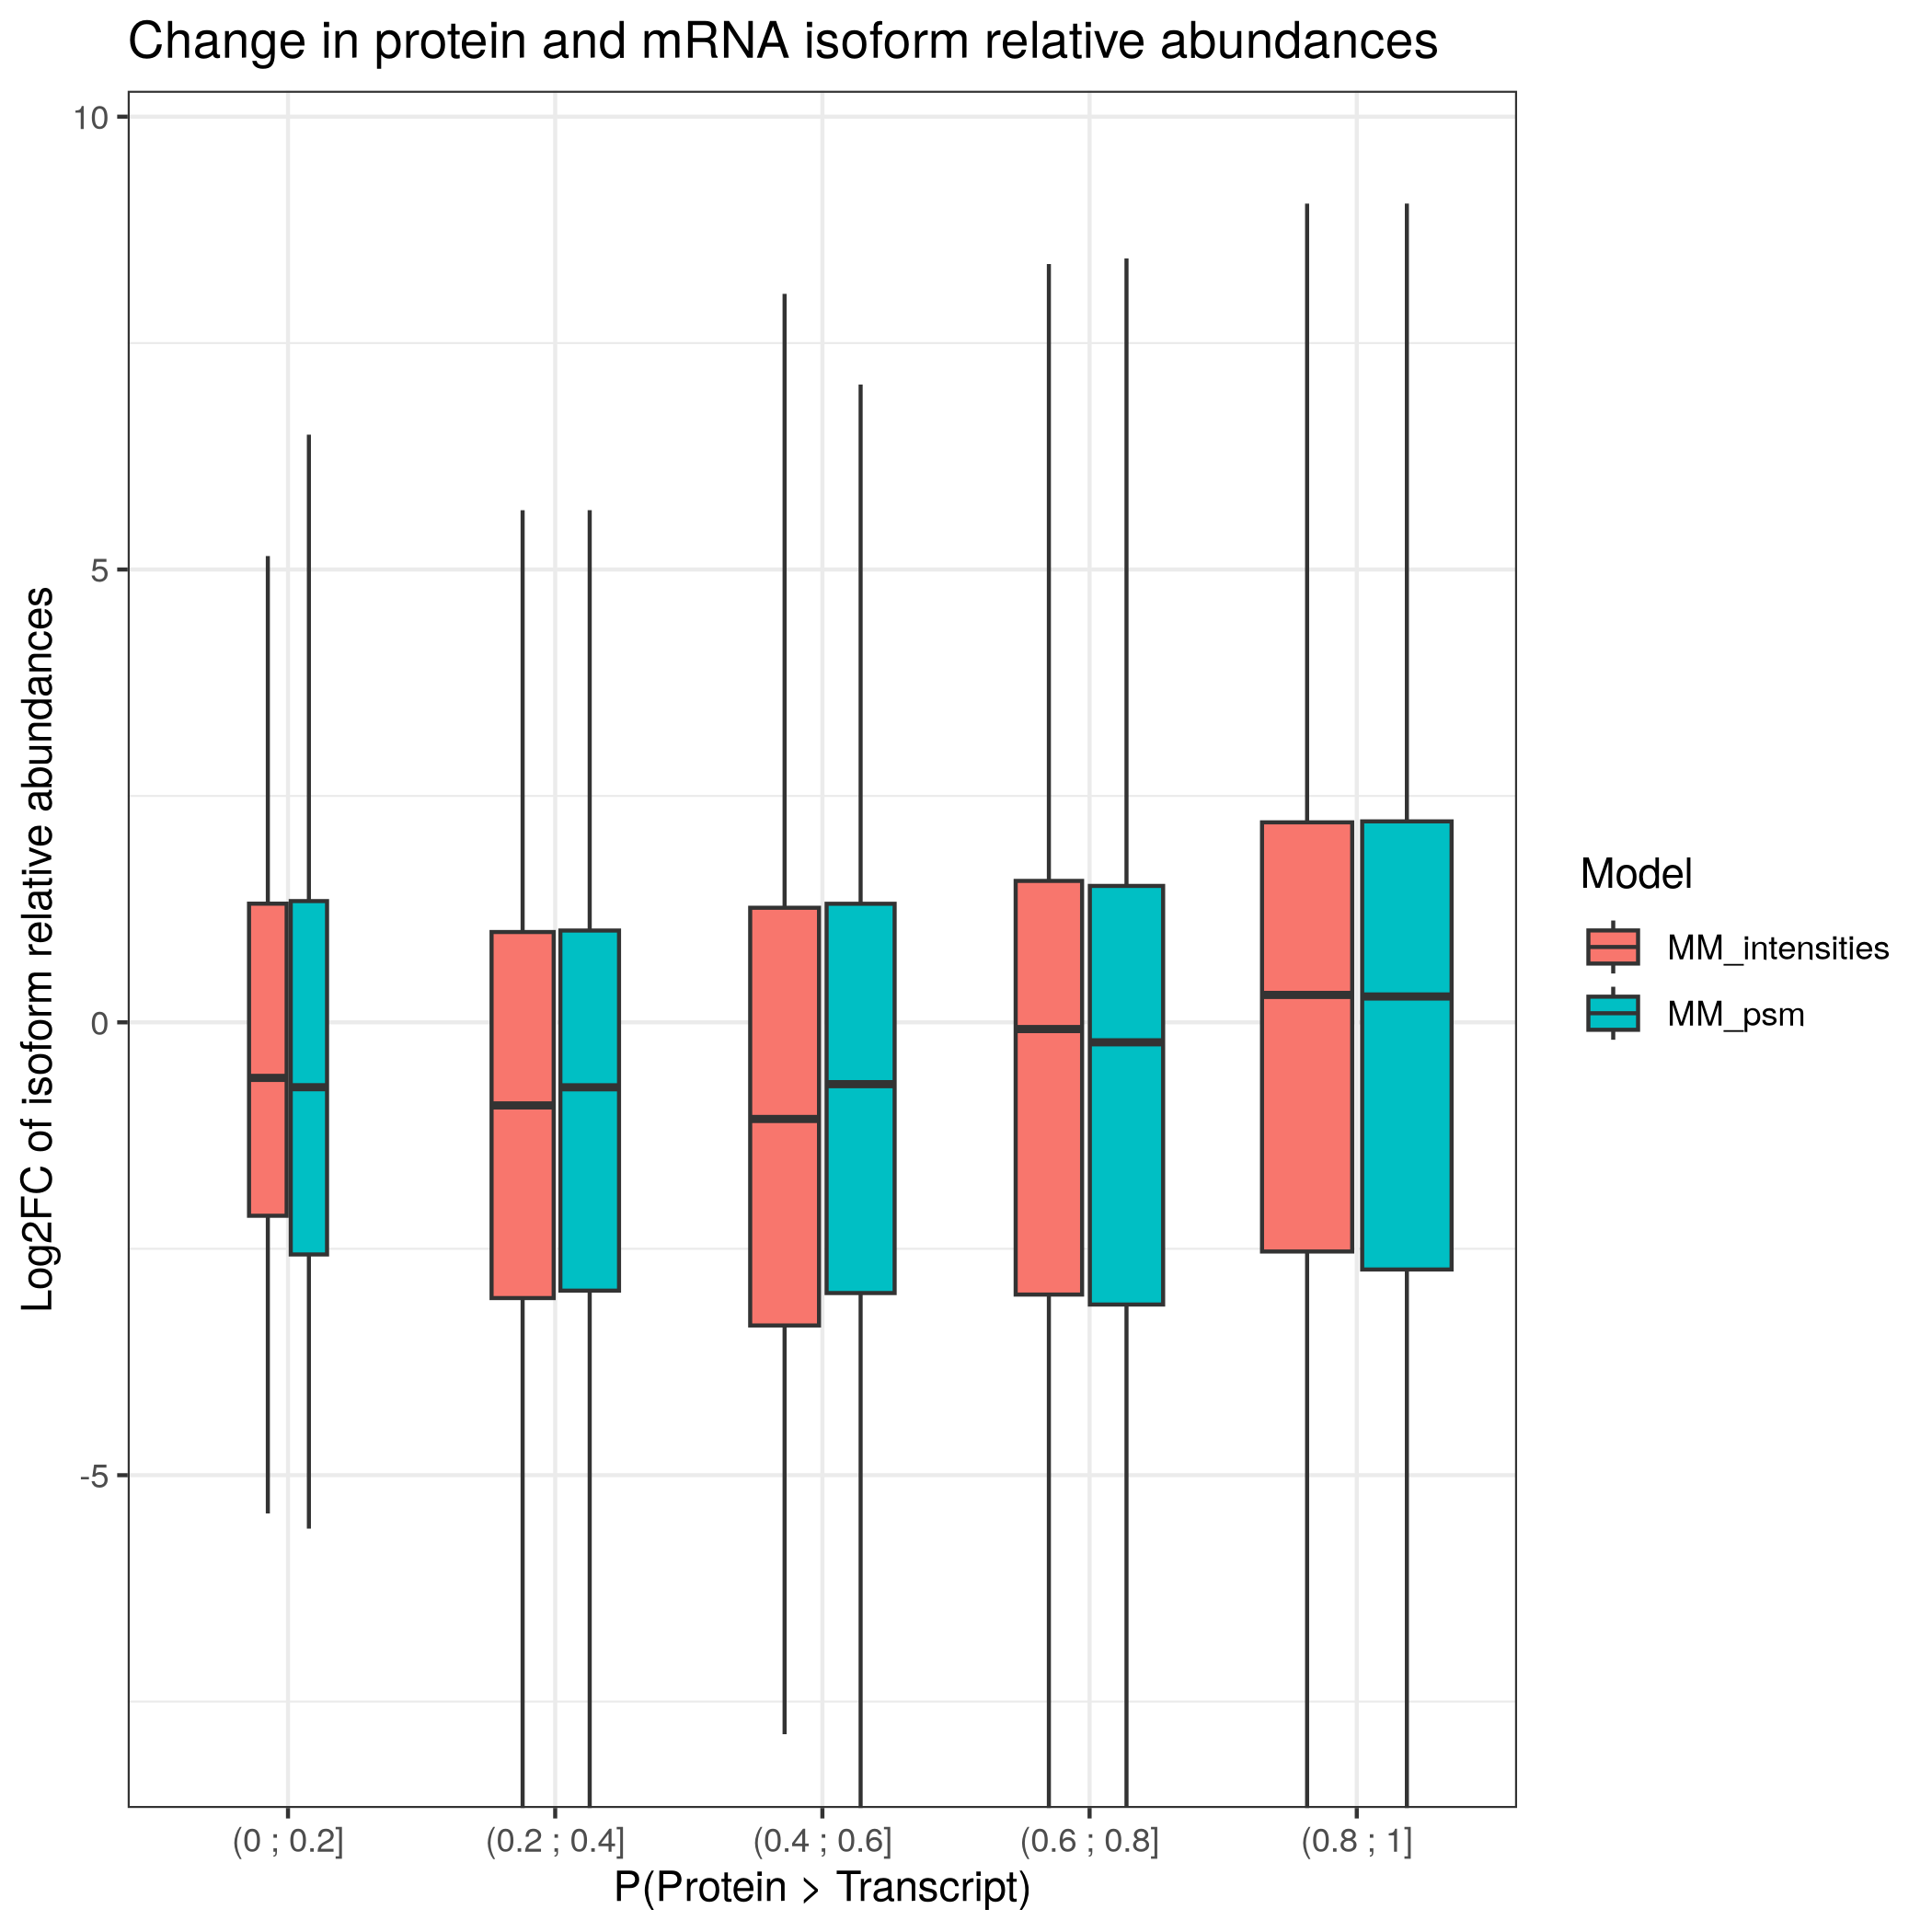 Change in protein and mRNA isoform relative abundances
Log2FC of isoform relative abundances
10
5
0
-5
(0 ; 0.2]
(0.2 ; 0.4]
(0.4 ; 0.6]
(0.6 ; 0.8]
(0.8 ; 1]
P(Protein > Transcript)
Model
MM_intensities
MM_psm